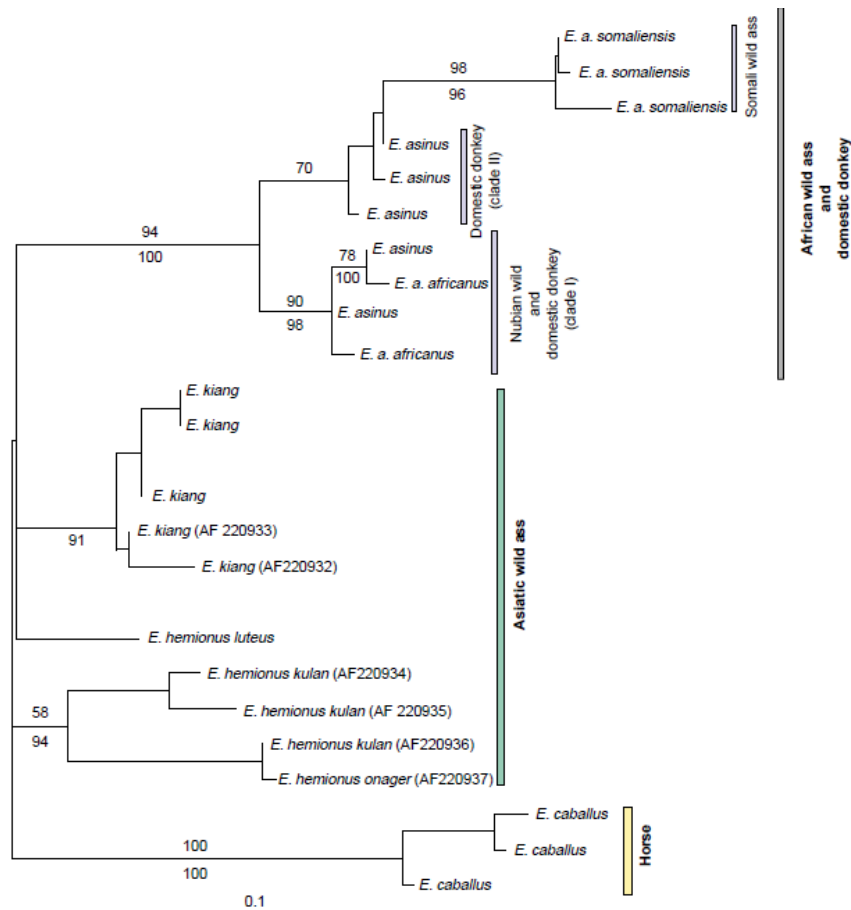 E. a. somaliensis
98
E. a. somaliensis
96
E. a. somaliensis
Somali wild ass
E. asinus
70
E. asinus
E. asinus
Domestic donkey
(clade II)
94
100
E. asinus
78
100
E. a. africanus
90
98
E. asinus
E. a. africanus
Nubian wild
and
domestic donkey
(clade I)
African wild ass
and
domestic donkey
E. kiang
E. kiang
E. kiang
E. kiang (AF 220933)
91
E. kiang (AF220932)
E. hemionus luteus
E. hemionus kulan (AF220934)
58
E. hemionus kulan (AF 220935)
94
E. hemionus kulan (AF220936)
E. hemionus onager (AF220937)
Asiatic wild ass
E. caballus
100
E. caballus
100
E. caballus
Horse
0.1